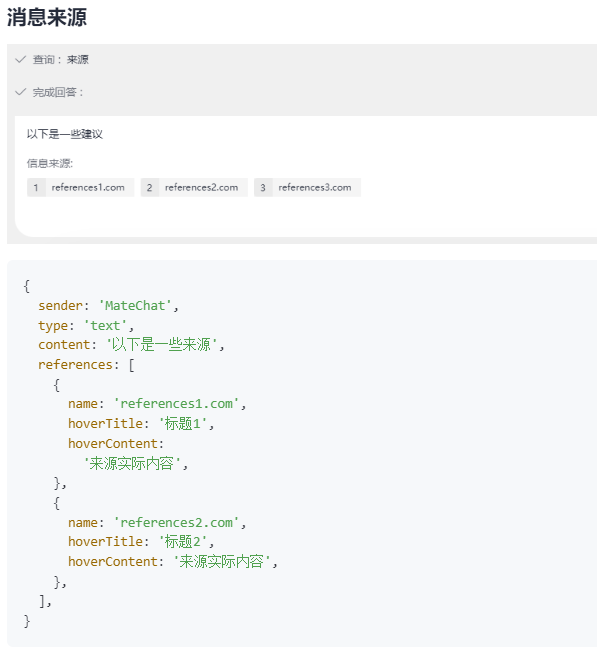 消息来源
查询： 来源
完成回答：
以下是一些建议
信息来源:
1 references1.com 2 references2.com 3 references3.com
{
  sender: 'MateChat',
  type: 'text',
  content: '以下是一些来源',
  references: [
    {
      name: 'references1.com',
      hoverTitle: '标题1',
      hoverContent:
        '来源实际内容',
    },
    {
      name: 'references2.com',
      hoverTitle: '标题2',
      hoverContent: '来源实际内容',
    },
  ],
}